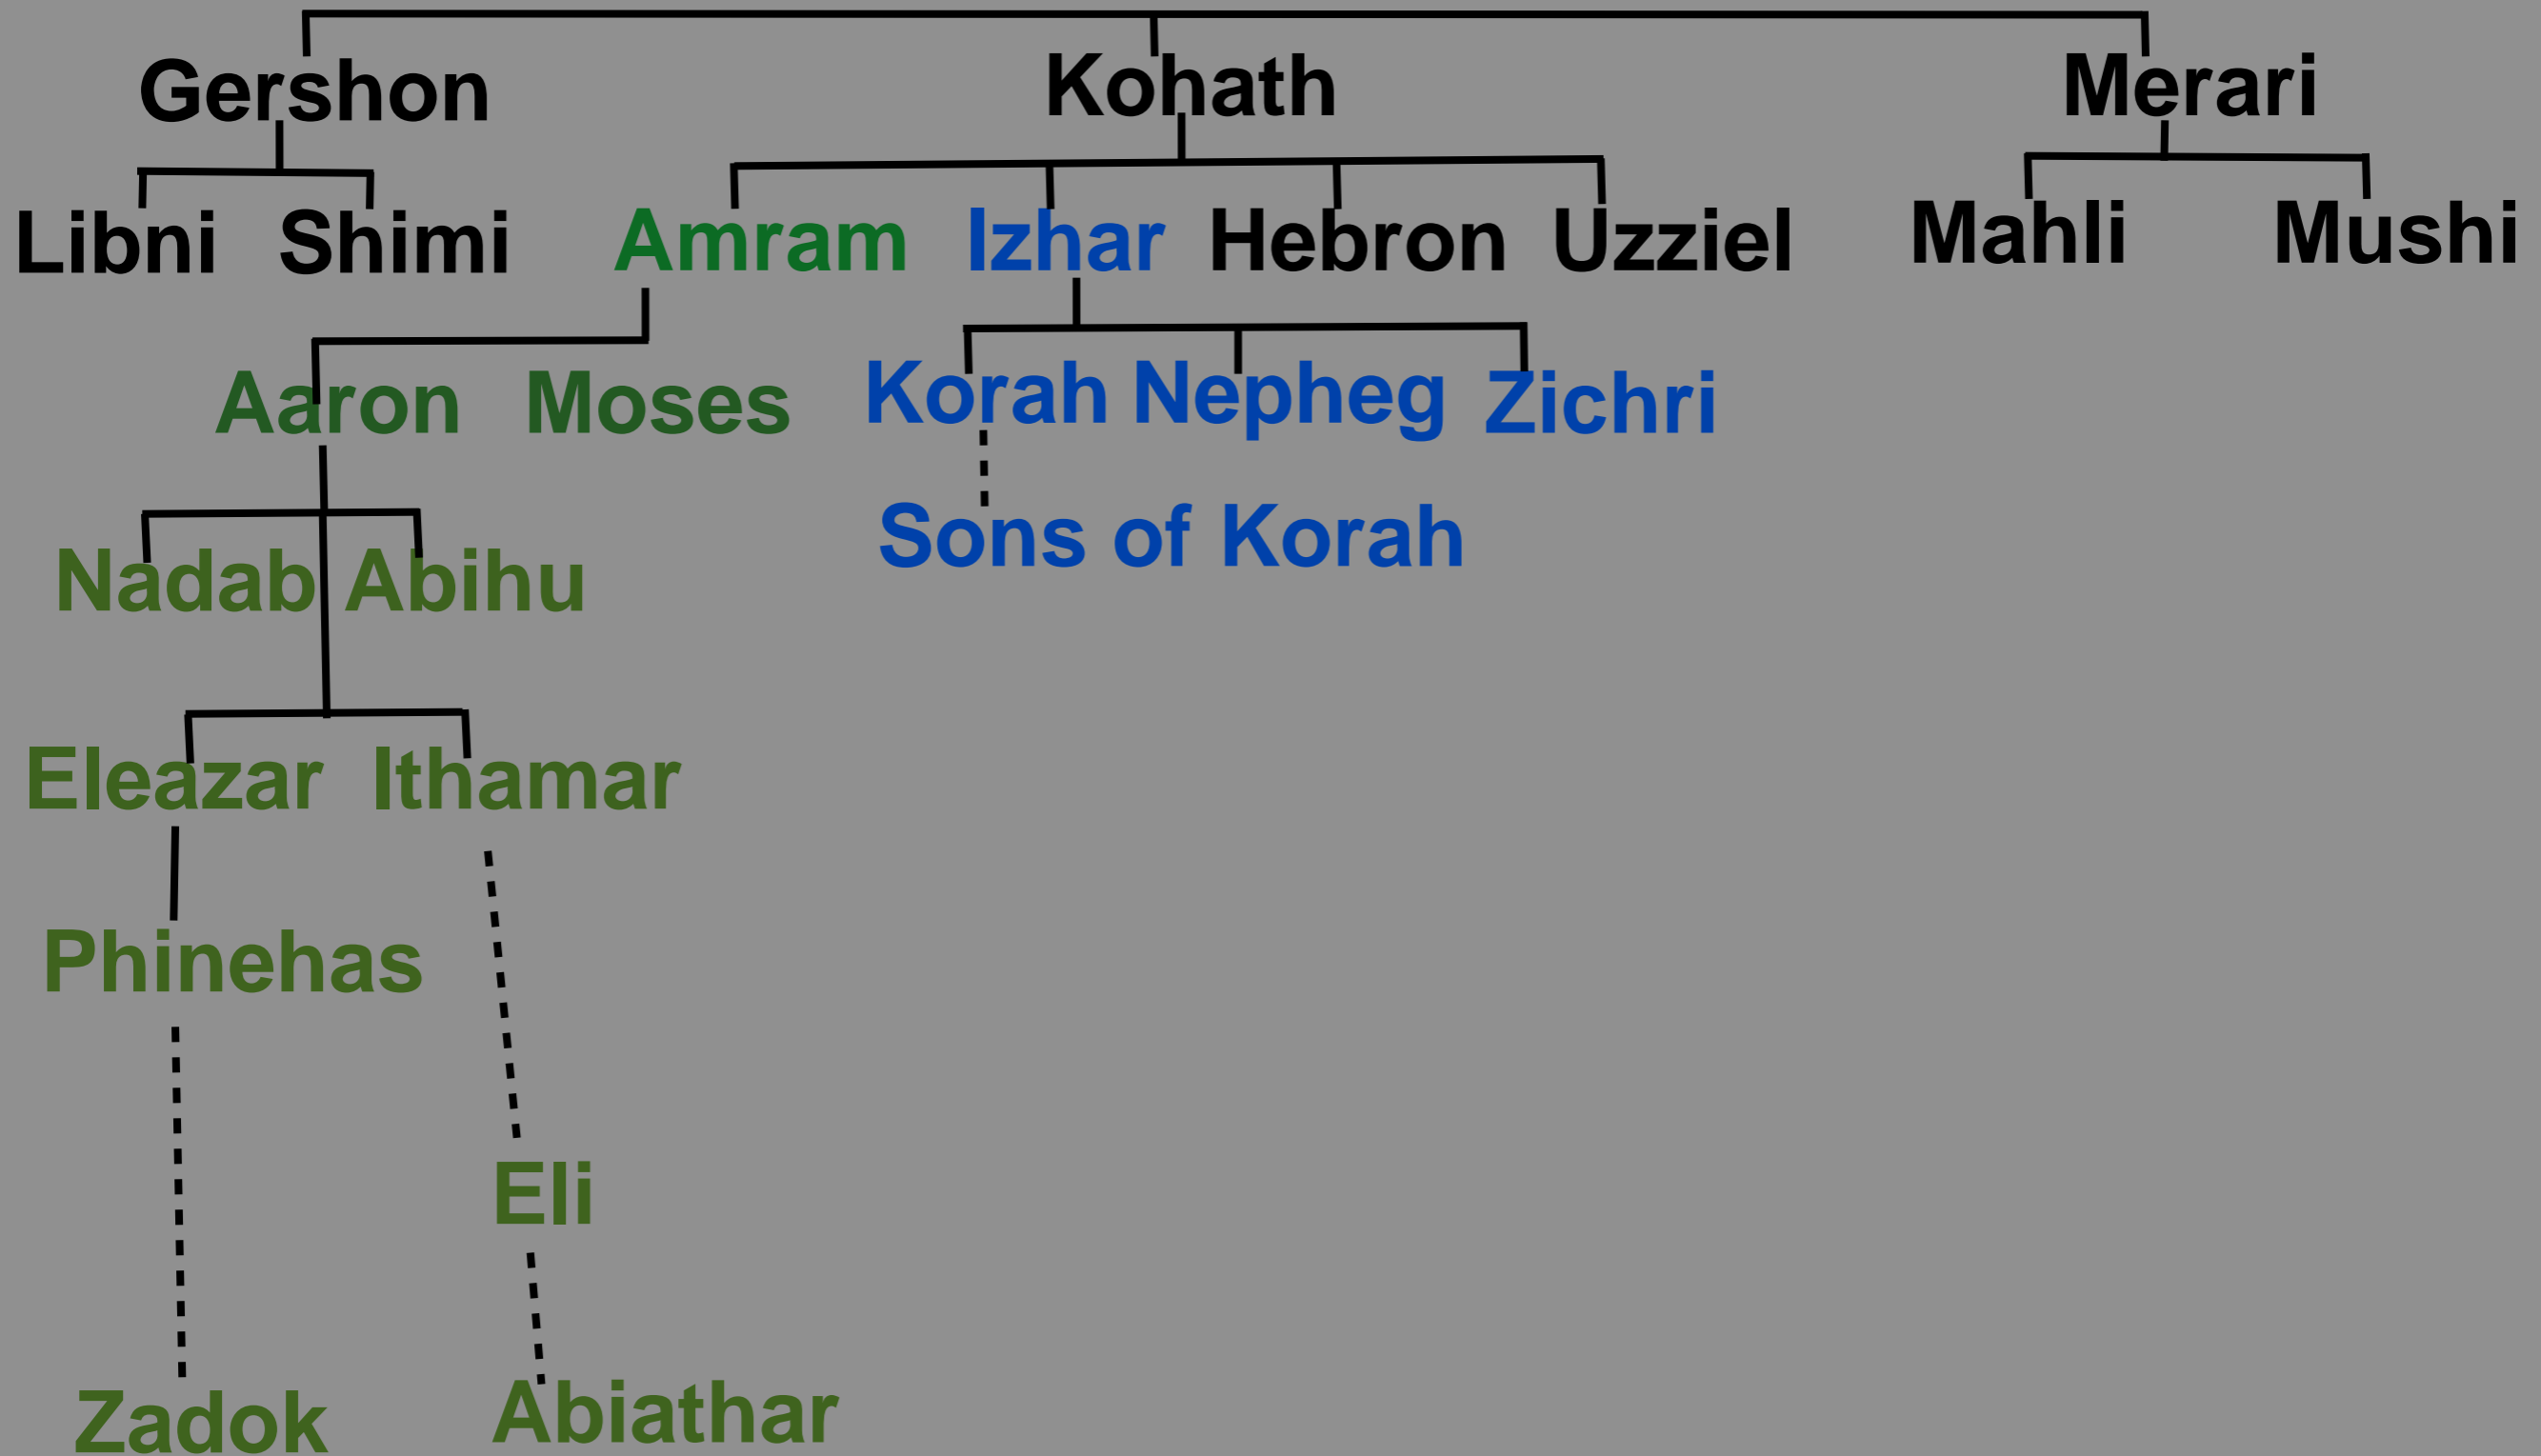 Gershon Kohath Merari
Libni Shimi Amram Izhar Hebron Uzziel Mahli Mushi
Aaron Moses Korah Nepheg Zichri
Sons of Korah
Nadab Abihu
Eleazar Ithamar
Phinehas
Eli
Zadok Abiathar